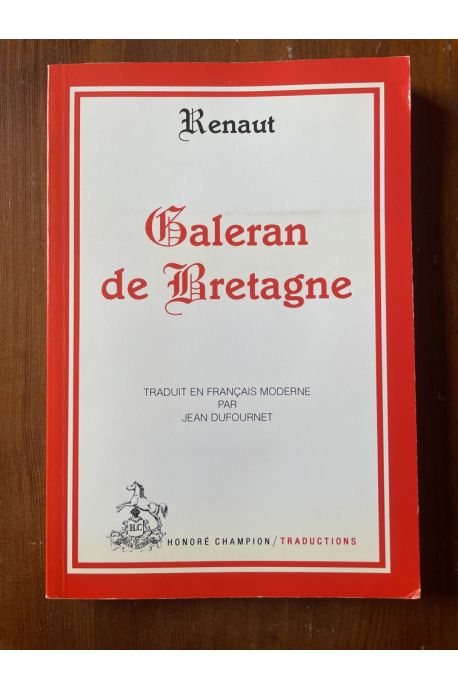 Renaut
Galeran
de Bretagne
TRADUIT EN FRANÇAIS MODERNE
PAR
JEAN DUFOURNET
H.C
HONORÉ CHAMPION/TRADUCTIONS